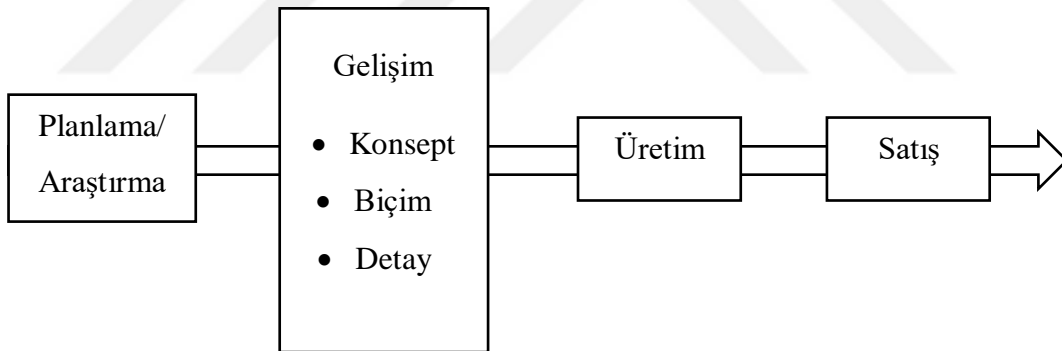 Planlama/
Araştırma
Gelişim
• Konsept
• Biçim
• Detay
Üretim
Satış